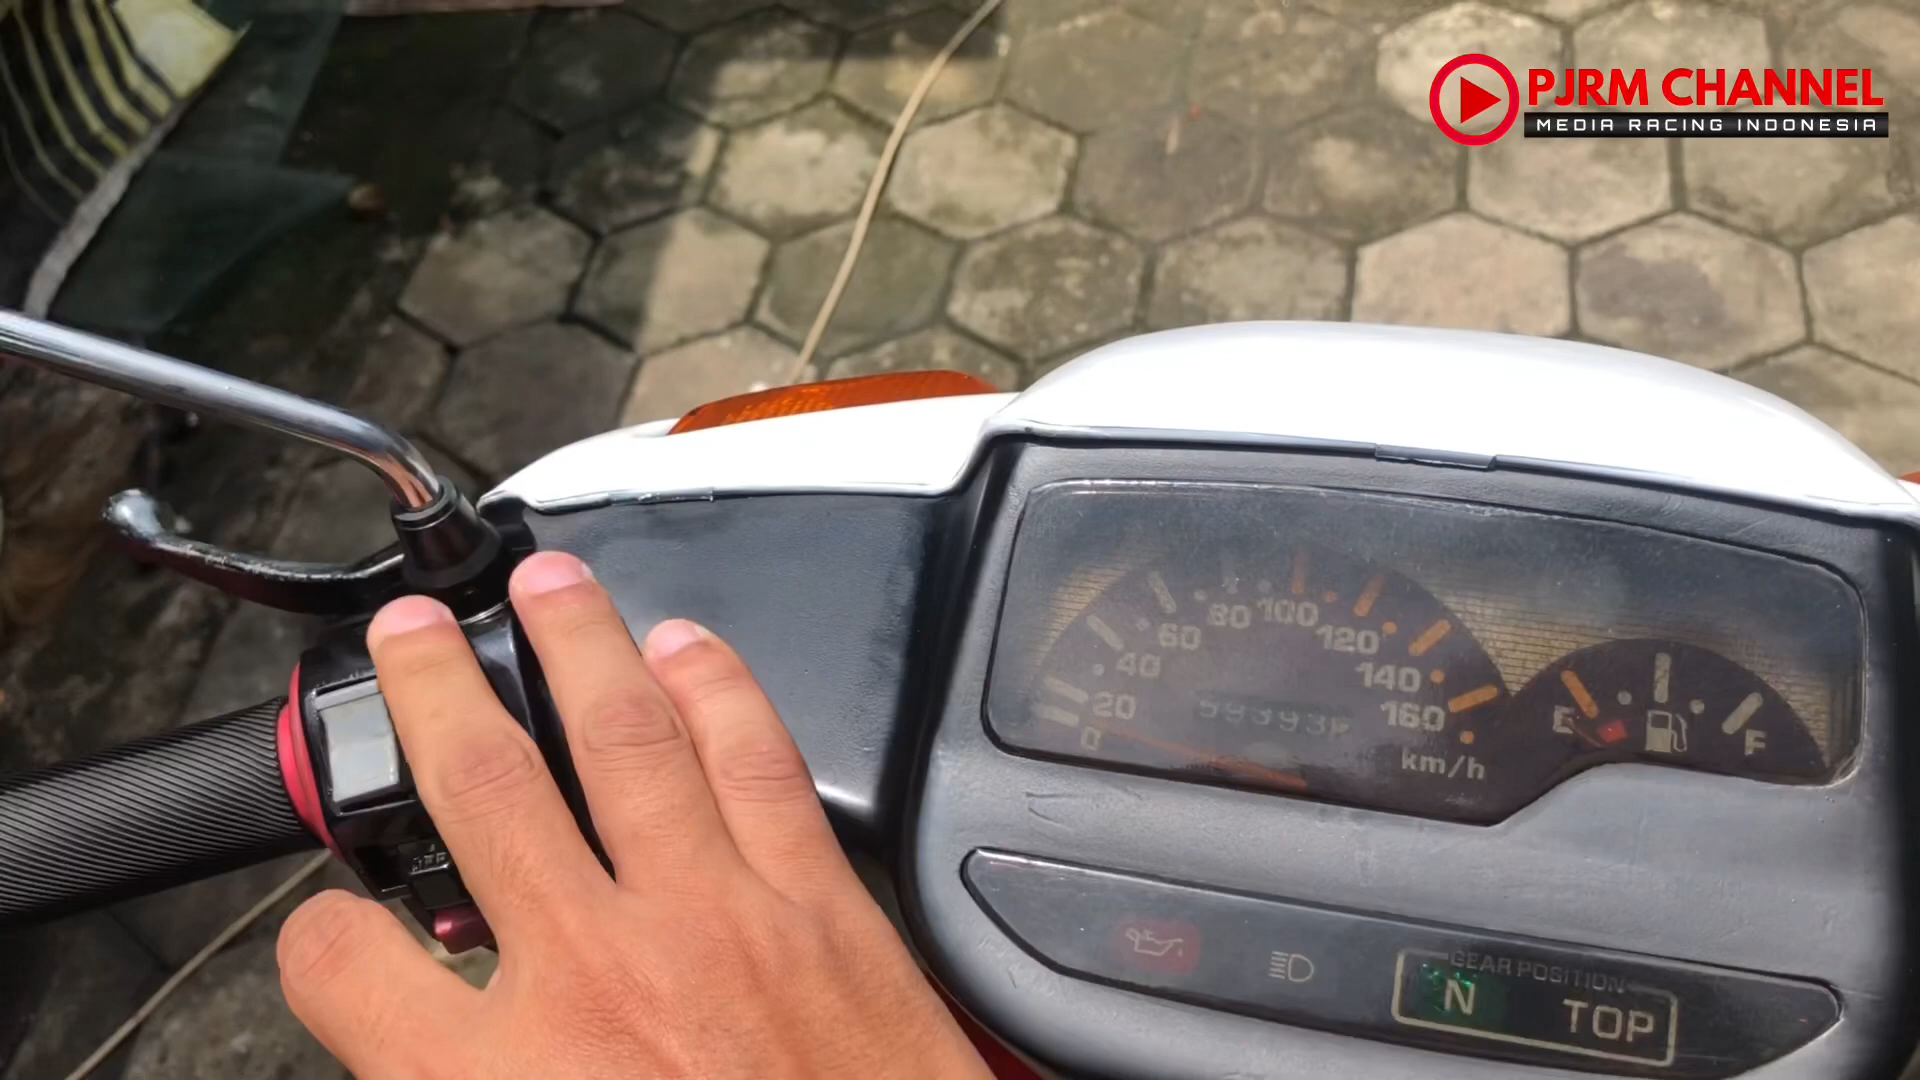 PJRM CHANNEL
MEDIA RACING INDONESIA
0
20
40
60
80
100
120
140
160
km/h
E
F
GEAR POSITION
N
TOP